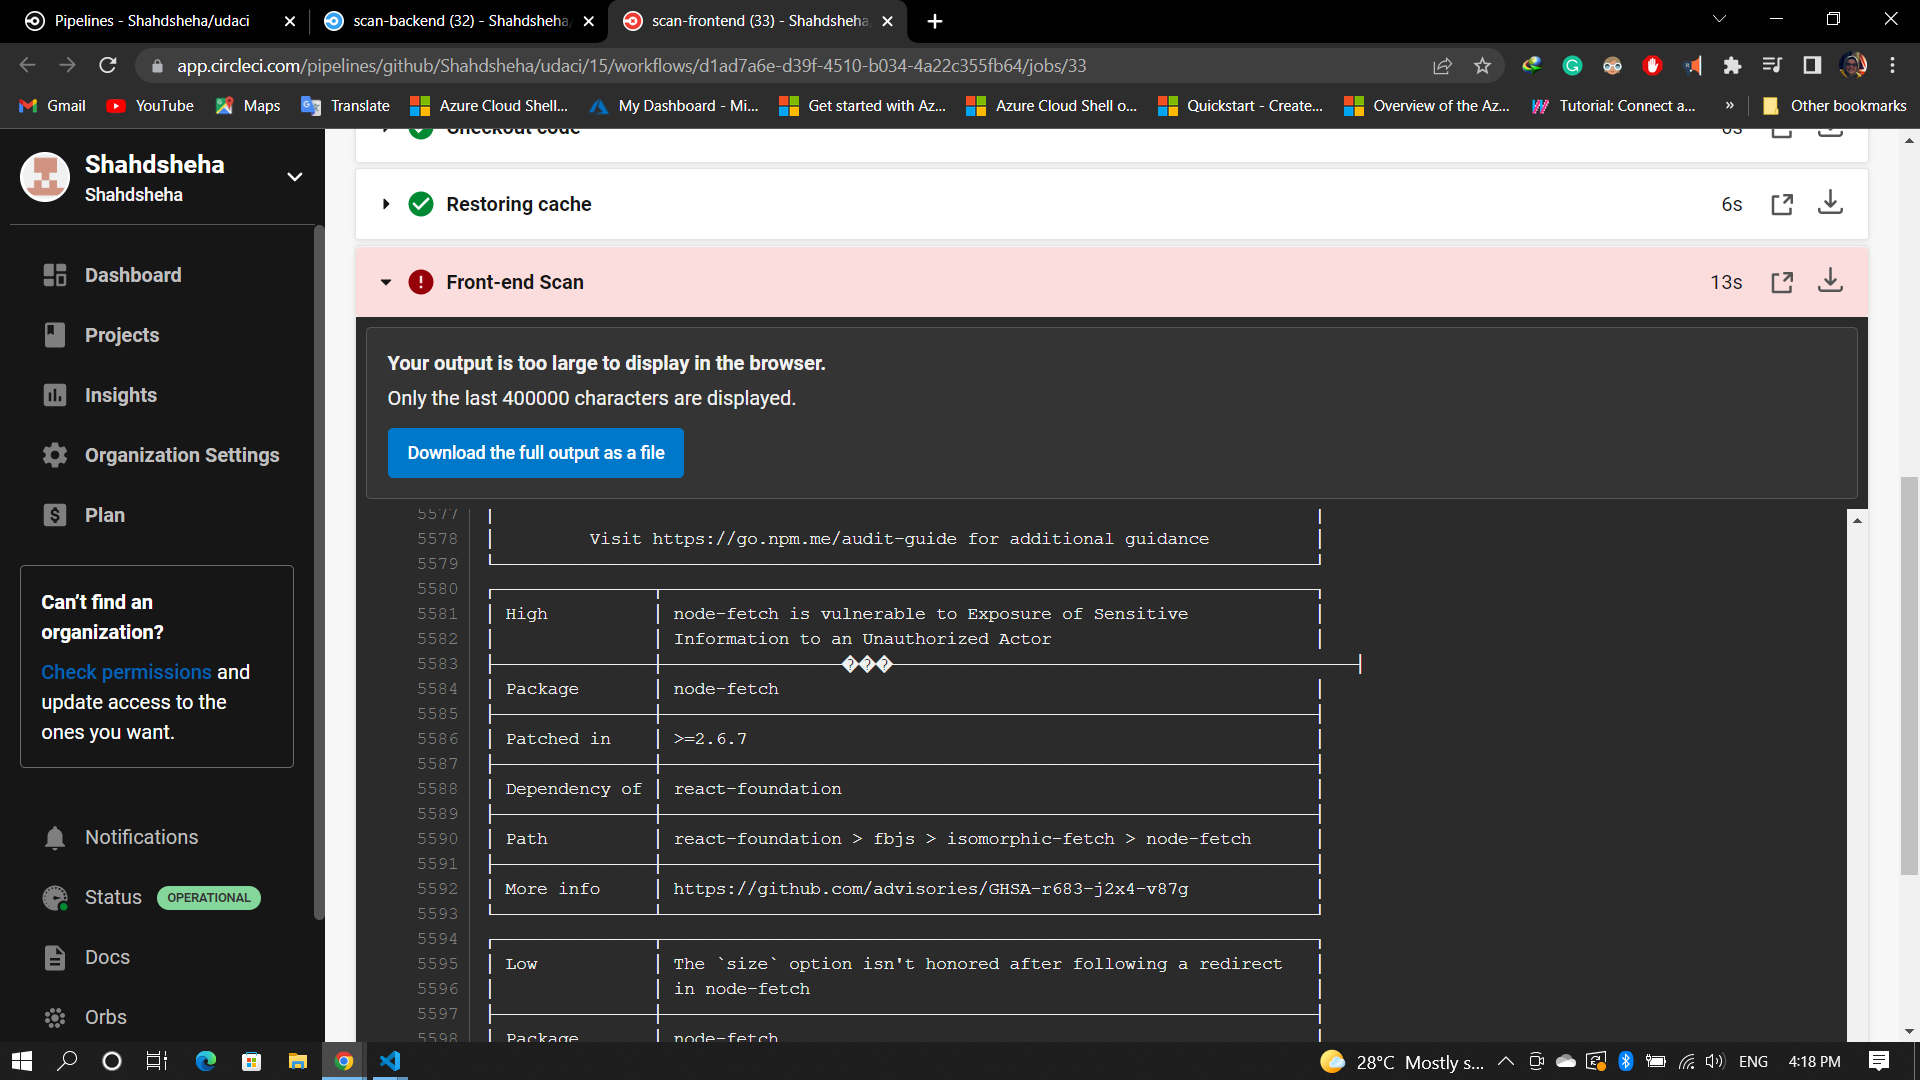 Pipelines - Shahdsheha/udaci
scan-backend (32) - Shahdsheha
scan-frontend (33) - Shahdsheha
app.circleci.com/pipelines/github/Shahdsheha/udaci/15/workflows/d1ad7a6e-d39f-4510-b034-4a22c355fb64/jobs/33
Gmail YouTube Maps Translate Azure Cloud Shell... My Dashboard - Mi... Get started with Az... Azure Cloud Shell o... Quickstart - Create... Overview of the Az... Tutorial: Connect a... » Other bookmarks
Shahdsheha
Shahdsheha
Dashboard
Projects
Insights
Organization Settings
Plan
Can't find an
organization?
Check permissions and
update access to the
ones you want.
Notifications
Status OPERATIONAL
Docs
Orbs
Checkout code
Restoring cache 6s
Front-end Scan 13s
Your output is too large to display in the browser.
Only the last 400000 characters are displayed.
Download the full output as a file
5577
5578 Visit https://go.npm.me/audit-guide for additional guidance
5579
5580
5581 High node-fetch is vulnerable to Exposure of Sensitive
5582 Information to an Unauthorized Actor
5583 ���
5584 Package node-fetch
5585
5586 Patched in >=2.6.7
5587
5588 Dependency of react-foundation
5589
5590 Path react-foundation > fbjs > isomorphic-fetch > node-fetch
5591
5592 More info https://github.com/advisories/GHSA-r683-j2x4-v87g
5593
5594
5595 Low The `size` option isn't honored after following a redirect
5596 in node-fetch
5597
5598 Package node-fetch
28°C Mostly s... ENG 4:18 PM